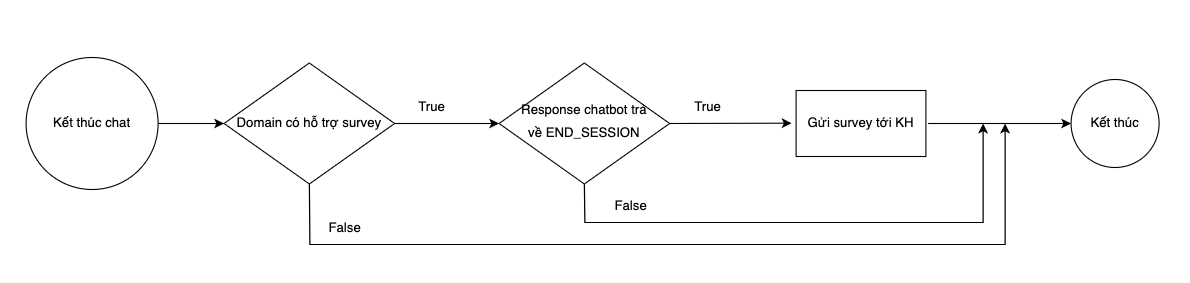 Kết thúc chat
Domain có hỗ trợ survey
True
Response chatbot trả
về END_SESSION
True
Gửi survey tới KH
Kết thúc
False
False